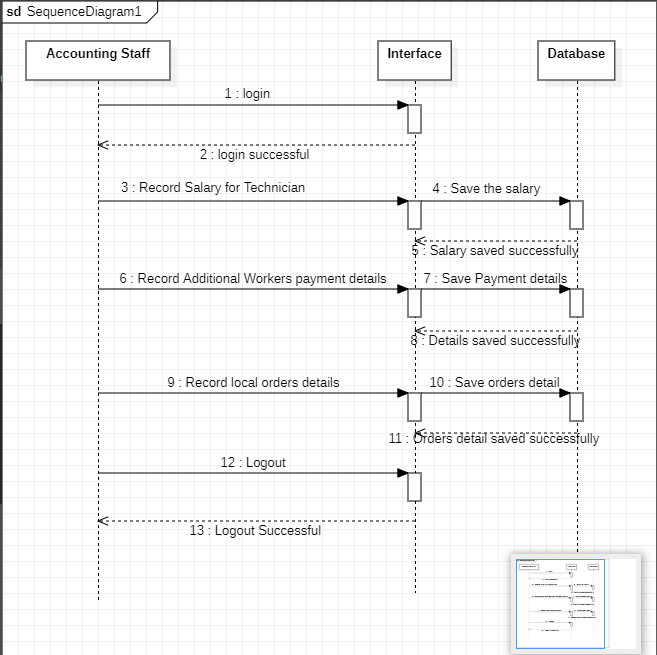 sd SequenceDiagram1
Accounting Staff
Interface
Database
1 : login
2 : login successful
3 : Record Salary for Technician
4 : Save the salary
5 : Salary saved successfully
6 : Record Additional Workers payment details
7 : Save Payment details
8 : Details saved successfully
9 : Record local orders details
10 : Save orders detail
11 : Orders detail saved successfully
12 : Logout
13 : Logout Successful